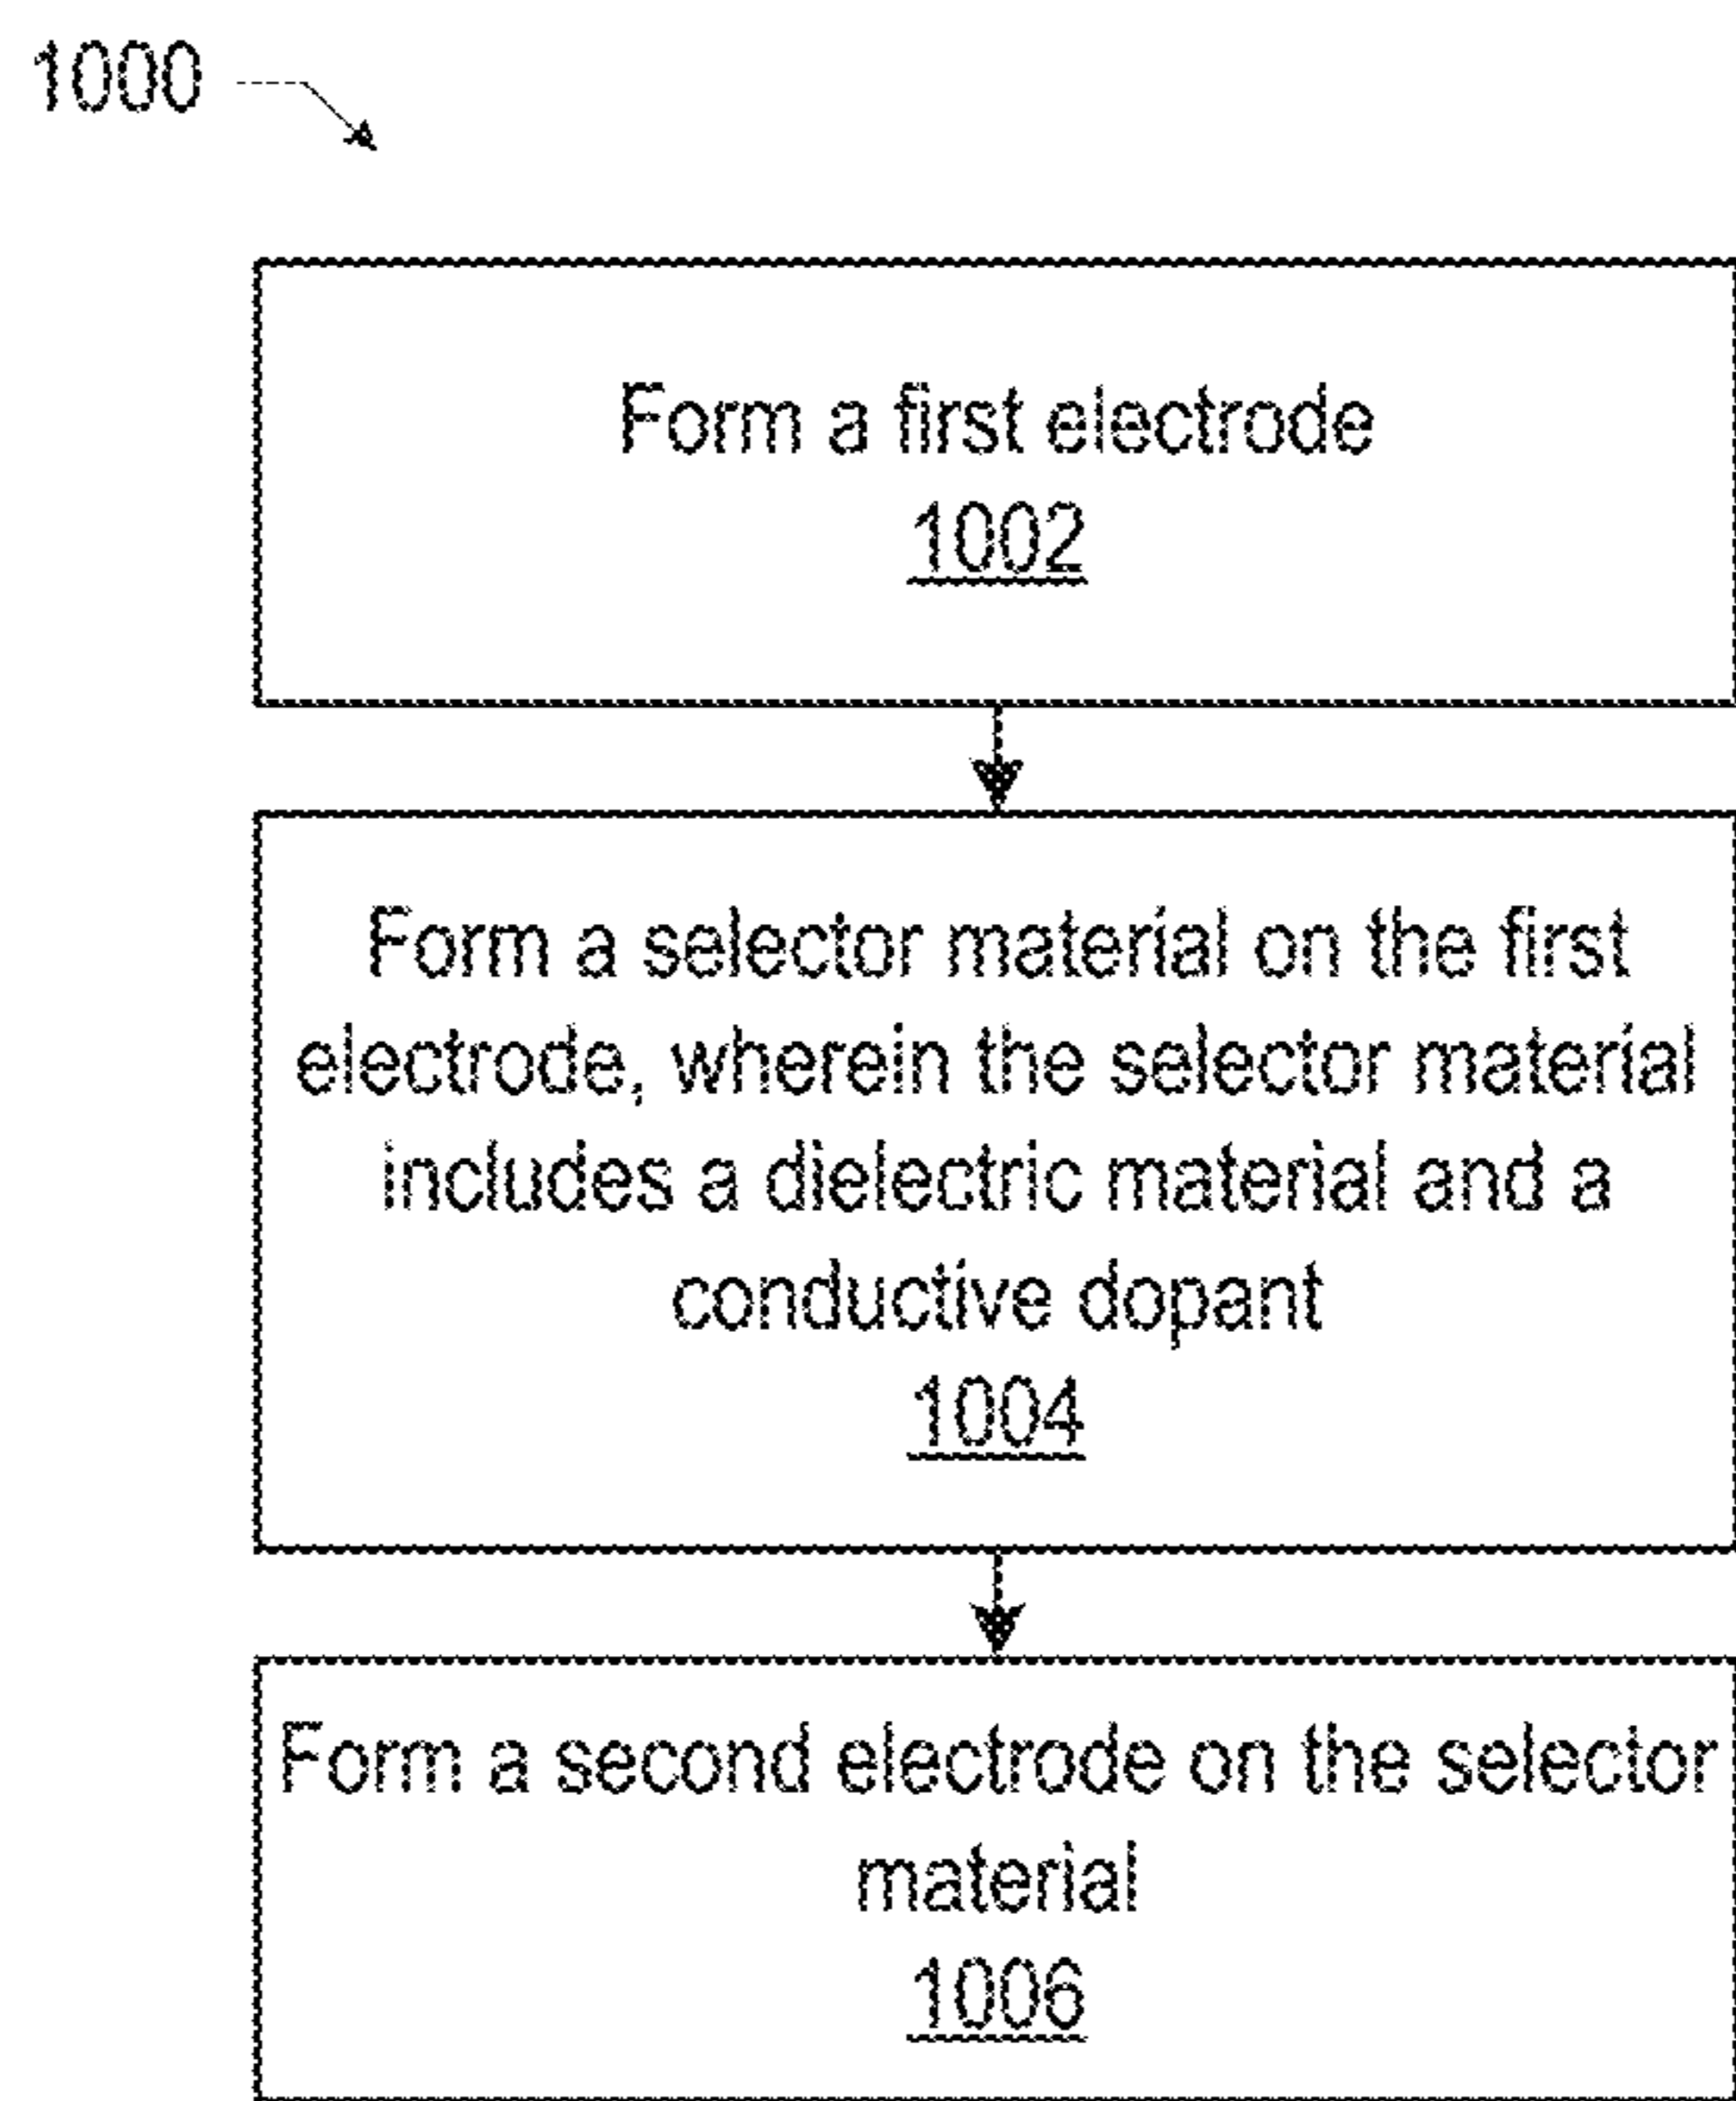 1000
Form a first electrode
1002
Form a selector material on the first
electrode, wherein the selector material
includes a dielectric material and a
conductive dopant
1004
Form a second electrode on the selector
material
1006